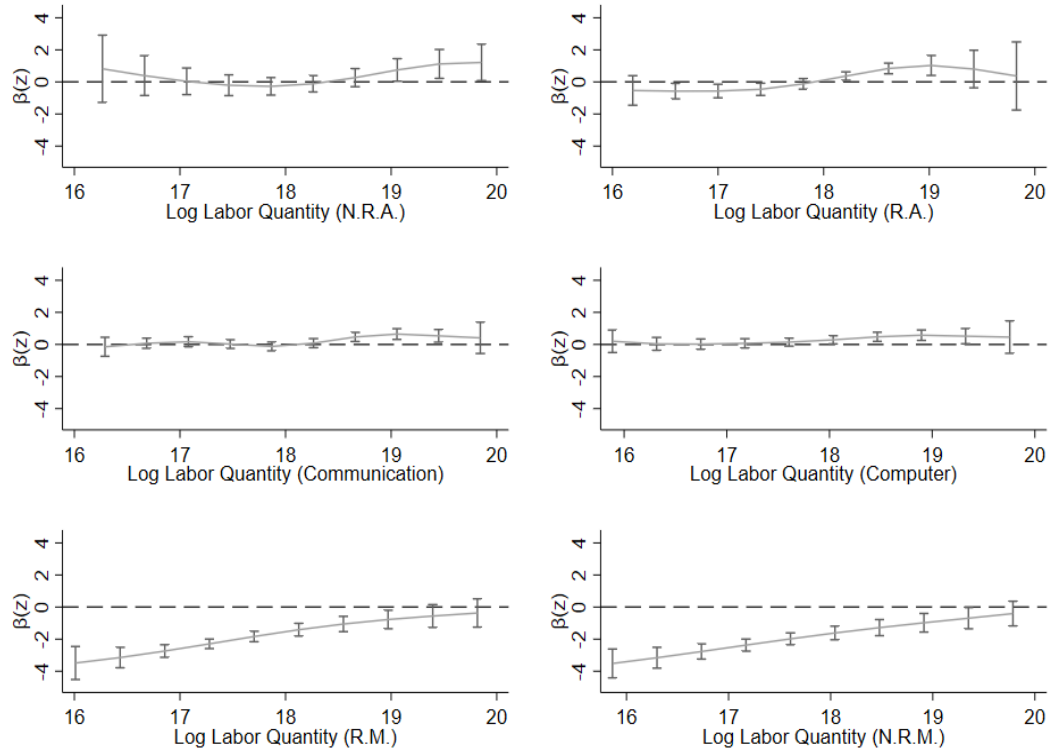 4
2
0
-2
-4
β(z)
16 17 18 19 20
Log Labor Quantity (N.R.A.)
4
2
0
-2
-4
β(z)
16 17 18 19 20
Log Labor Quantity (R.A.)
4
2
0
-2
-4
β(z)
16 17 18 19 20
Log Labor Quantity (Communication)
4
2
0
-2
-4
β(z)
16 17 18 19 20
Log Labor Quantity (Computer)
4
2
0
-2
-4
β(z)
16 17 18 19 20
Log Labor Quantity (R.M.)
4
2
0
-2
-4
β(z)
16 17 18 19 20
Log Labor Quantity (N.R.M.)